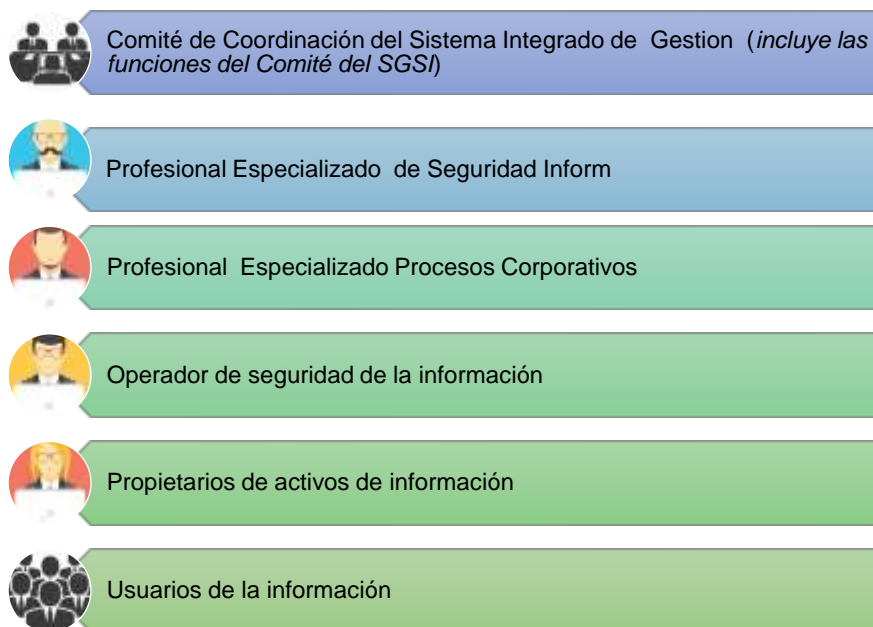 Comité de Coordinación del Sistema Integrado de Gestion (incluye las
funciones del Comité del SGSI)
Profesional Especializado de Seguridad Inform
Profesional Especializado Procesos Corporativos
Operador de seguridad de la información
Propietarios de activos de información
Usuarios de la información